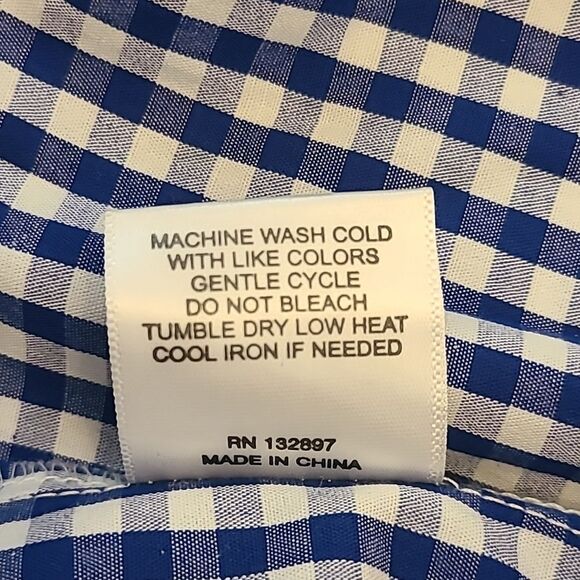 MACHINE WASH COLD
WITH LIKE COLORS
GENTLE CYCLE
DO NOT BLEACH
TUMBLE DRY LOW HEAT
COOL IRON IF NEEDED
RN 132897
MADE IN CHINA